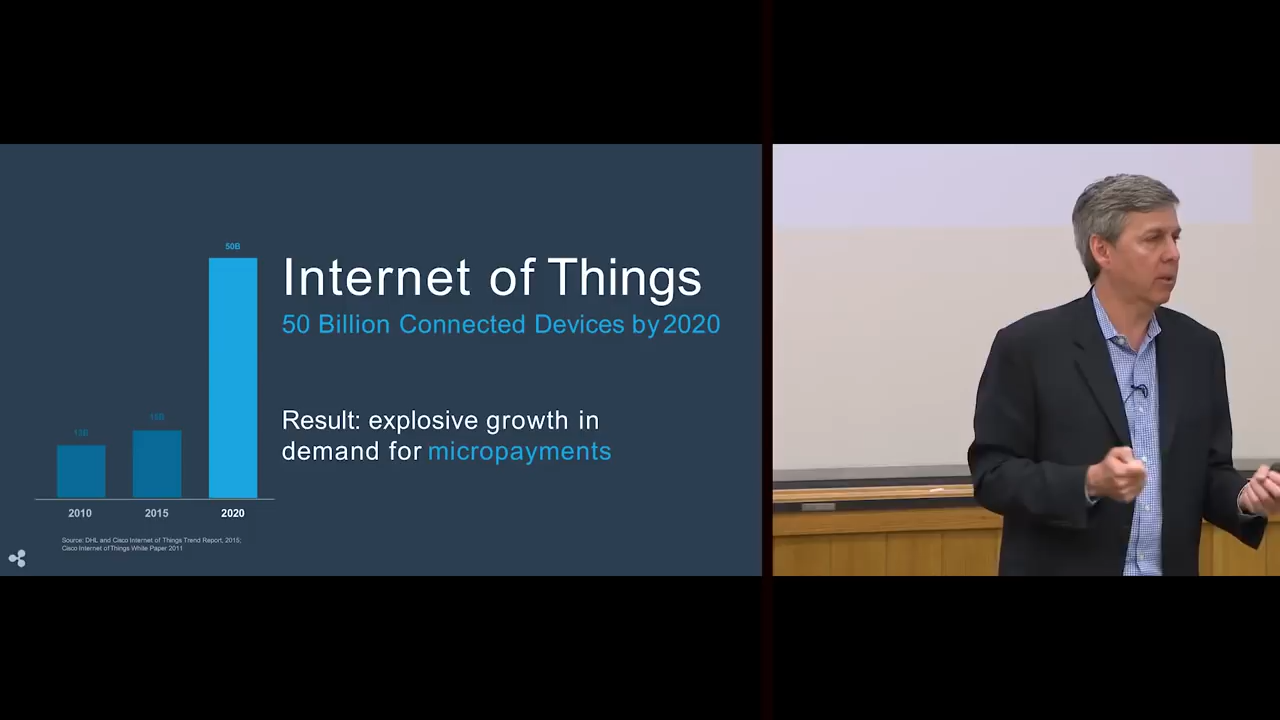 50B
Internet of Things
50 Billion Connected Devices by 2020
Result: explosive growth in
demand for micropayments
2010
2015
2020
Source: DHL and Cisco Internet of Things Trend Report, 2015;
Cisco Internet of Things White Paper 2011